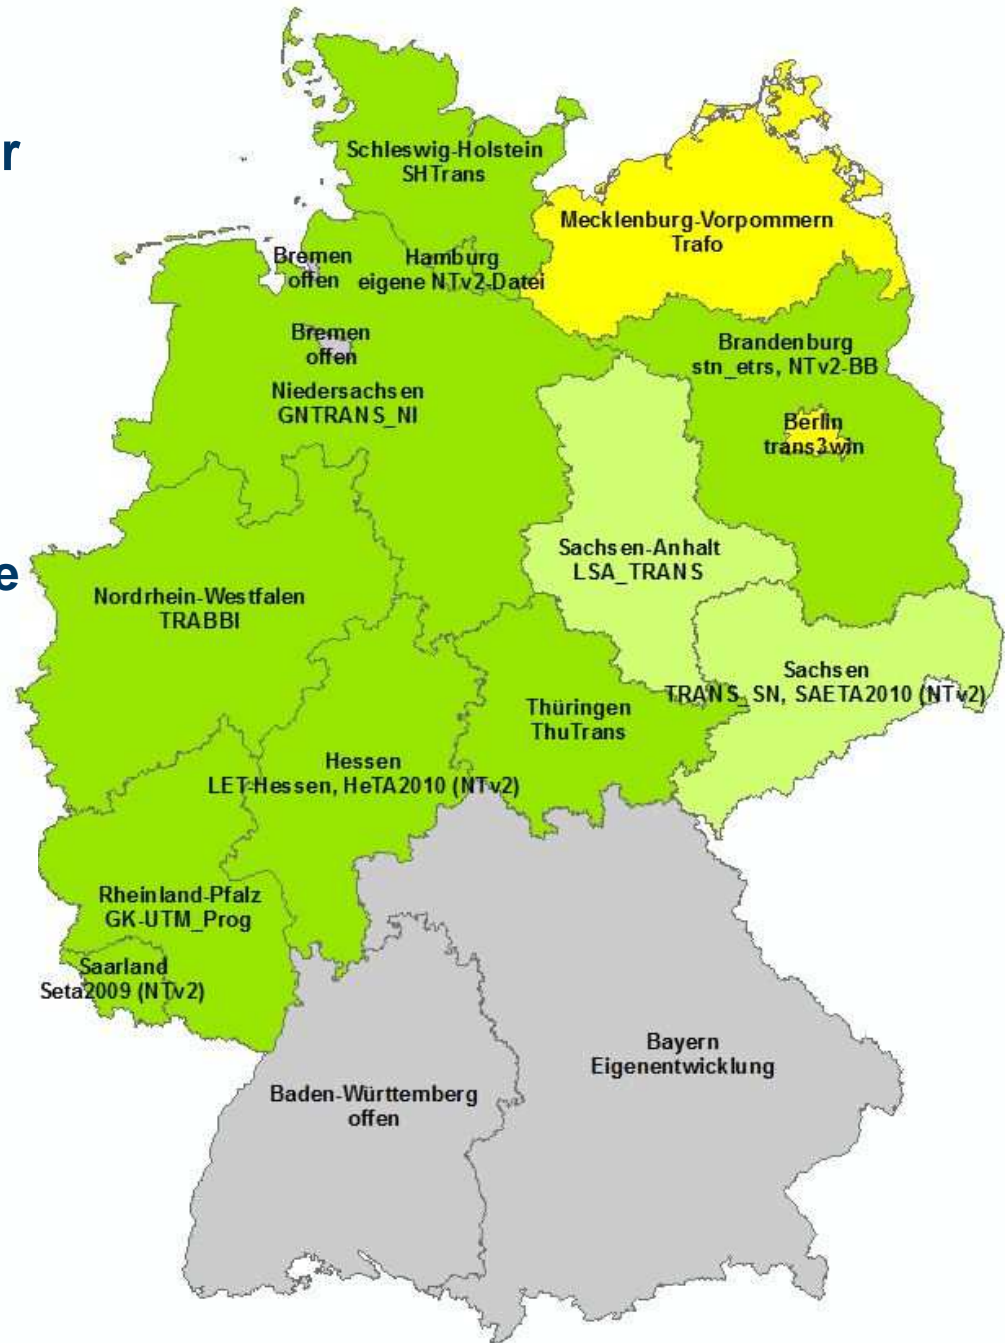 r
Schleswig-Holstein
SHTrans
Mecklenburg-Vorpommern
Trafo
Bremen
offen
Hamburg
eigene NTv2-Datei
Bremen
offen
Brandenburg
stn_etrs, NTv2-BB
Niedersachsen
GNTRANS_NI
Berlin
trans3win
Sachsen-Anhalt
LSA_TRANS
e
Nordrhein-Westfalen
TRABBI
Sachsen
TRANS_SN, SAETA2010 (NTv2)
Thüringen
ThuTrans
Hessen
LET-Hessen, HeTA2010 (NTv2)
Rheinland-Pfalz
GK-UTM_Prog
Saarland
Seta2009 (NTv2)
Bayern
Eigenentwicklung
Baden-Württemberg
offen